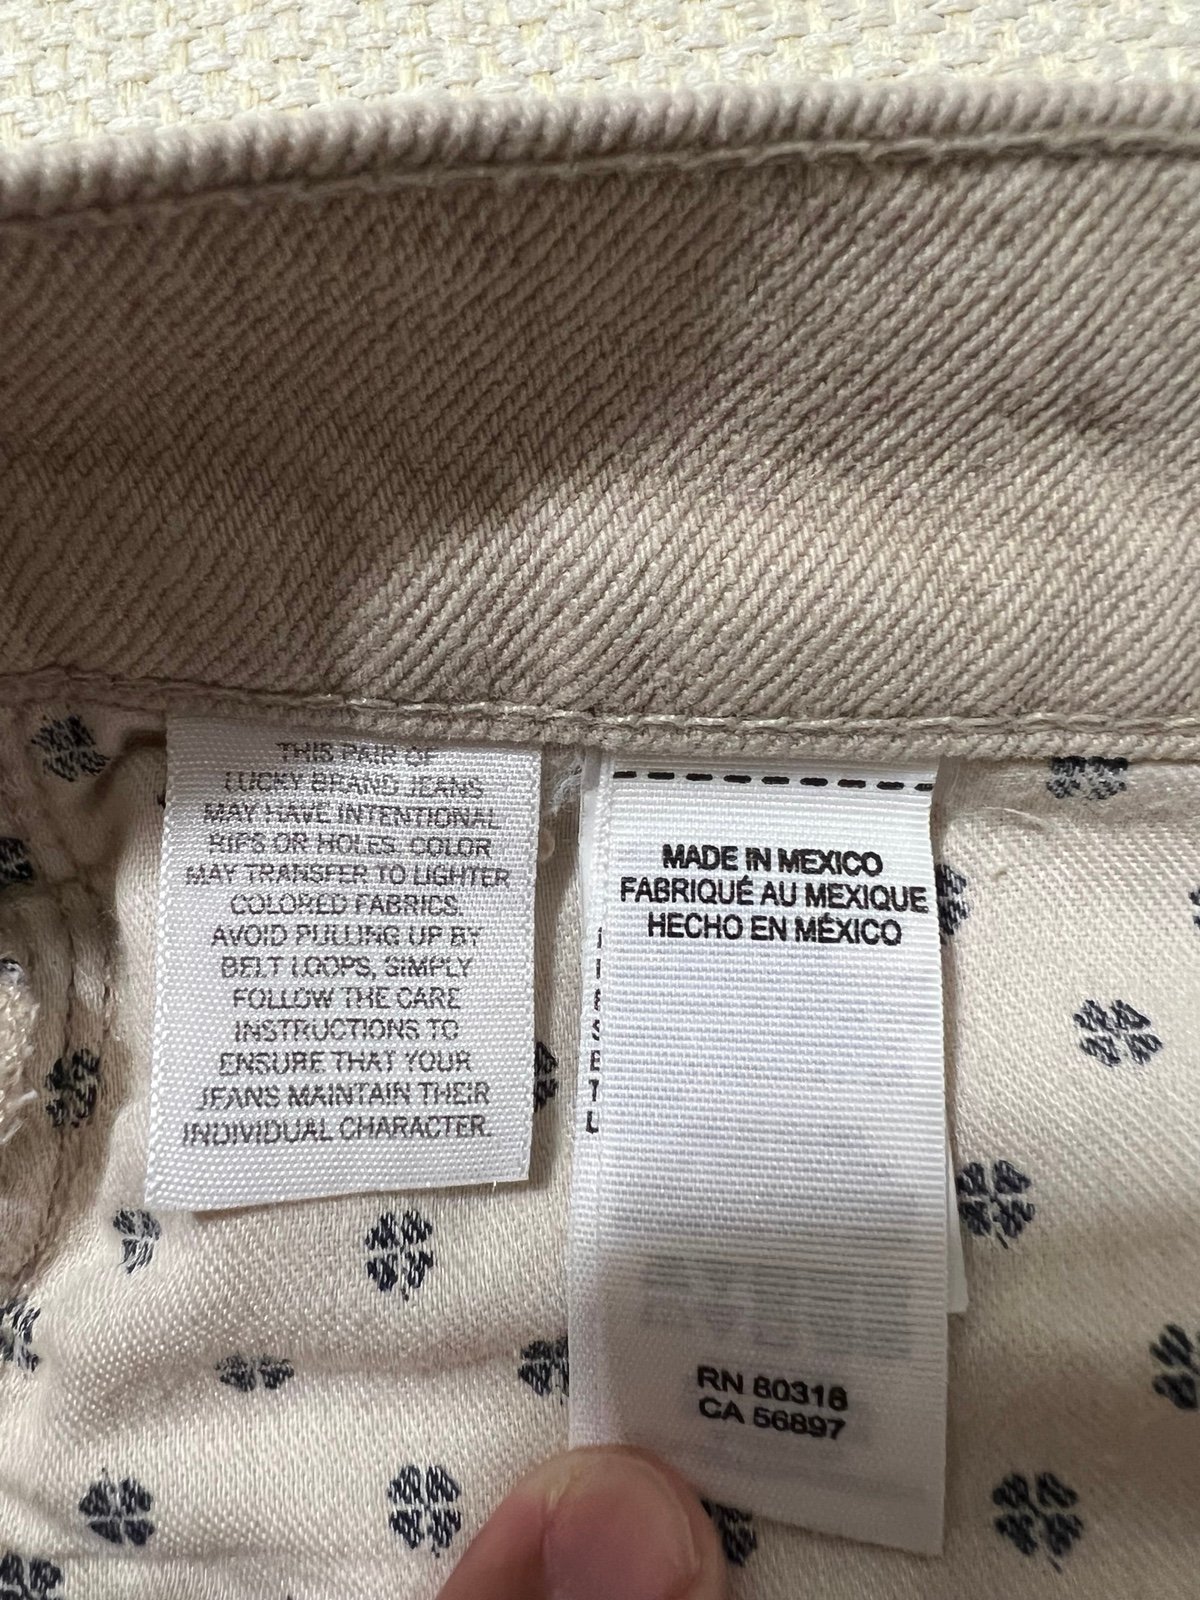 THIS PAIR OF
LUCKY BRAND JEANS
MAY HAVE INTENTIONAL
RIPS OR HOLES. COLOR
MAY TRANSFER TO LIGHTER
COLORED FABRICS.
AVOID PULLING UP BY
BELT LOOPS, SIMPLY
FOLLOW THE CARE
INSTRUCTIONS TO
ENSURE THAT YOUR
JEANS MAINTAIN THEIR
INDIVIDUAL CHARACTER.
MADE IN MEXICO
FABRIQUÉ AU MEXIQUE
HECHO EN MÉXICO
RN 80318
CA 56897